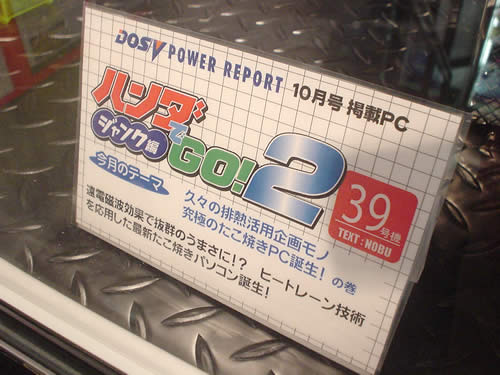 DOS/V POWER REPORT 10月号 掲載PC
ハンダでGO!2
ジャンク編
39号機
TEXT : NOBU
今月のテーマ
久々の排熱活用企画モノ
究極のたこ焼きPC誕生! の巻
遠電磁波効果で抜群のうまさに!? ヒートレーン技術
を応用した最新たこ焼きパソコン誕生!